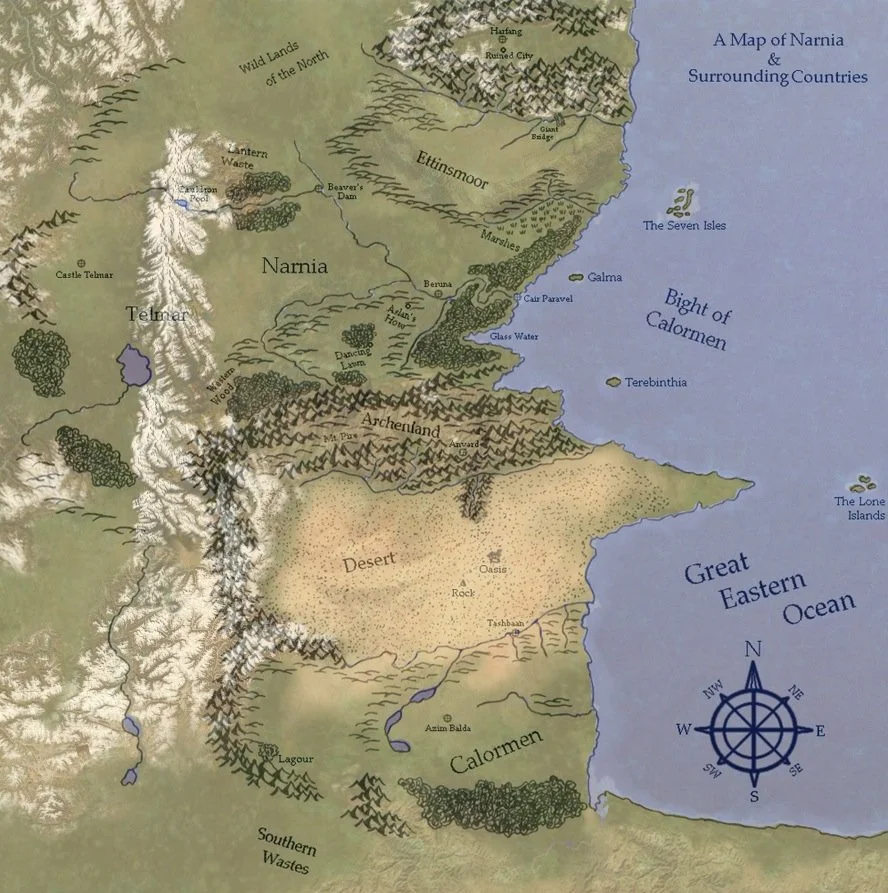 A Map of Narnia
&
Surrounding Countries
Harfang
Ruined City
Wild Lands
of the North
Giant
Bridge
Lantern
Waste
Ettinsmoor
Cauldron
Pool
Beaver's
Dam
The Seven Isles
Marshes
Castle Telmar
Narnia
Galma
Beruna
Cair Paravel
Bight of
Calormen
Telmar
Aslan's
How
Glass Water
Dancing
Lawn
Western
Wood
Terebinthia
Archenland
Mt. Pire
Anvard
The Lone
Islands
Desert
Oasis
Rock
Great
Eastern
Ocean
Tashbaan
N
NW
NE
W
E
SW
SE
S
Azim Balda
Calormen
Lagour
Southern
Wastes